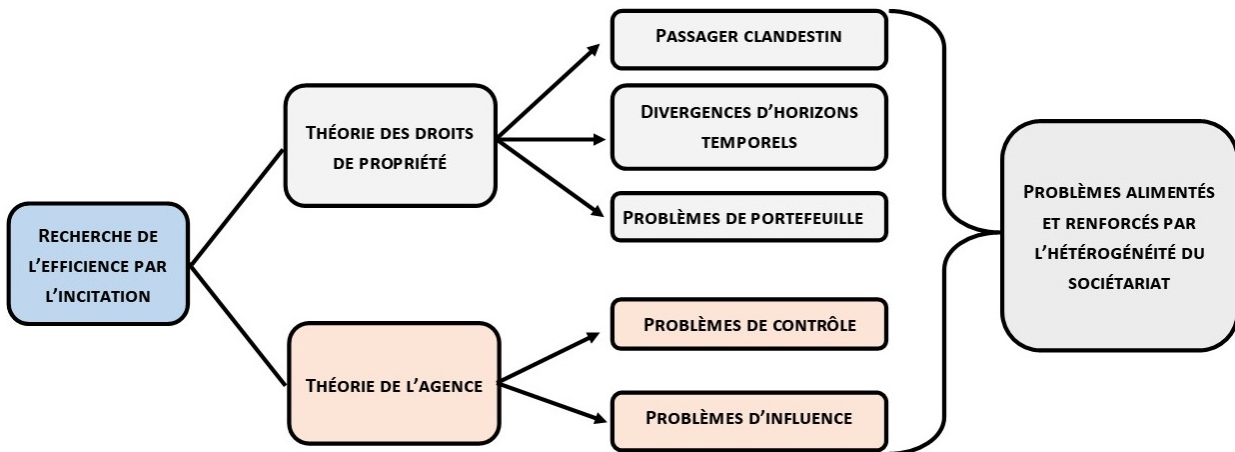 RECHERCHE DE
L'EFFICIENCE PAR
L'INCITATION
THÉORIE DES DROITS
DE PROPRIÉTÉ
PASSAGER CLANDESTIN
DIVERGENCES D'HORIZONS
TEMPORELS
PROBLÈMES DE PORTEFEUILLE
THÉORIE DE L'AGENCE
PROBLÈMES DE CONTRÔLE
PROBLÈMES D'INFLUENCE
PROBLÈMES ALIMENTÉS
ET RENFORCÉS PAR
L'HÉTÉROGÉNÉITÉ DU
SOCIÉTARIAT